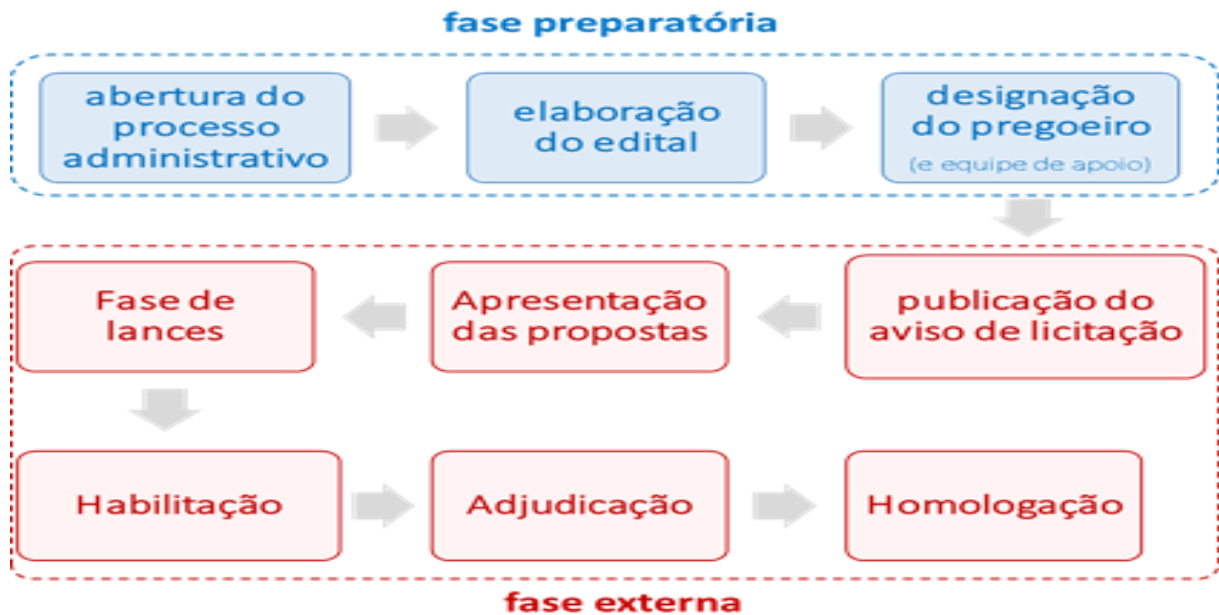 fase preparatória
abertura do
processo
administrativo
elaboração
do edital
designação
do pregoeiro
(e equipe de apoio)
publicação do
aviso de licitação
Apresentação
das propostas
Fase de
lances
Habilitação
Adjudicação
Homologação
fase externa